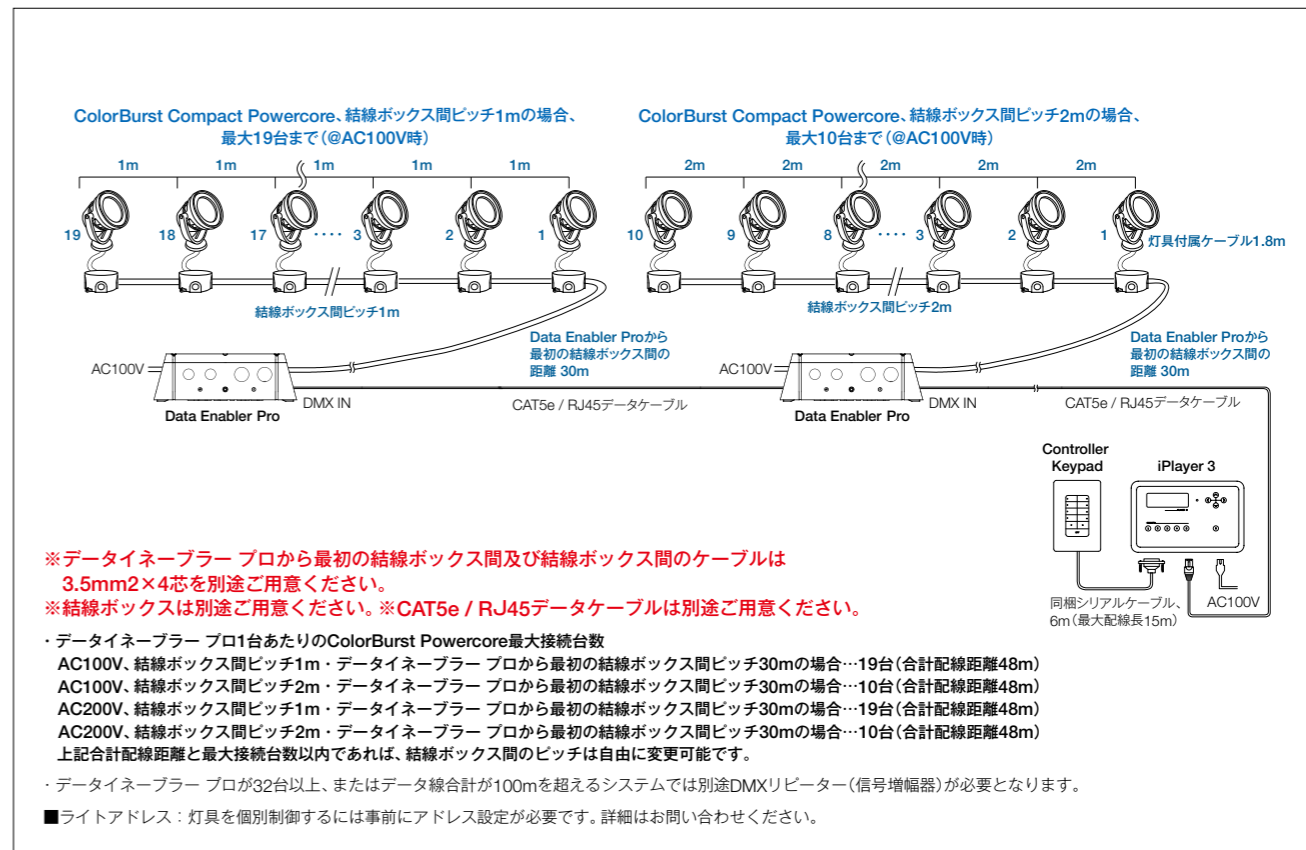 ColorBurst Compact Powercore、結線ボックス間ピッチ1mの場合、
最大19台まで(@AC100V時)
1m 1m 1m 1m 1m
19 18 17 ···· 3 2 1
結線ボックス間ピッチ1m
ColorBurst Compact Powercore、結線ボックス間ピッチ2mの場合、
最大10台まで(@AC100V時)
2m 2m 2m 2m 2m
10 9 8 ···· 3 2 1
灯具付属ケーブル1.8m
結線ボックス間ピッチ2m
Data Enabler Proから
最初の結線ボックス間の
距離 30m
AC100V
DMX IN
Data Enabler Pro
CAT5e / RJ45データケーブル
Data Enabler Proから
最初の結線ボックス間の
距離 30m
AC100V
DMX IN
Data Enabler Pro
CAT5e / RJ45データケーブル
Controller
Keypad
iPlayer 3
同梱シリアルケーブル、
6m(最大配線長15m)
AC100V
※データイネーブラー プロから最初の結線ボックス間及び結線ボックス間のケーブルは
3.5mm2×4芯を別途ご用意ください。
※結線ボックスは別途ご用意ください。※CAT5e / RJ45データケーブルは別途ご用意ください。
・データイネーブラー プロ1台あたりのColorBurst Powercore最大接続台数
AC100V、結線ボックス間ピッチ1m・データイネーブラー プロから最初の結線ボックス間ピッチ30mの場合…19台(合計配線距離48m)
AC100V、結線ボックス間ピッチ2m・データイネーブラー プロから最初の結線ボックス間ピッチ30mの場合…10台(合計配線距離48m)
AC200V、結線ボックス間ピッチ1m・データイネーブラー プロから最初の結線ボックス間ピッチ30mの場合…19台(合計配線距離48m)
AC200V、結線ボックス間ピッチ2m・データイネーブラー プロから最初の結線ボックス間ピッチ30mの場合…10台(合計配線距離48m)
上記合計配線距離と最大接続台数以内であれば、結線ボックス間のピッチは自由に変更可能です。
・データイネーブラー プロが32台以上、またはデータ線合計が100mを超えるシステムでは別途DMXリピーター(信号増幅器)が必要となります。
■ライトアドレス：灯具を個別制御するには事前にアドレス設定が必要です。詳細はお問い合わせください。